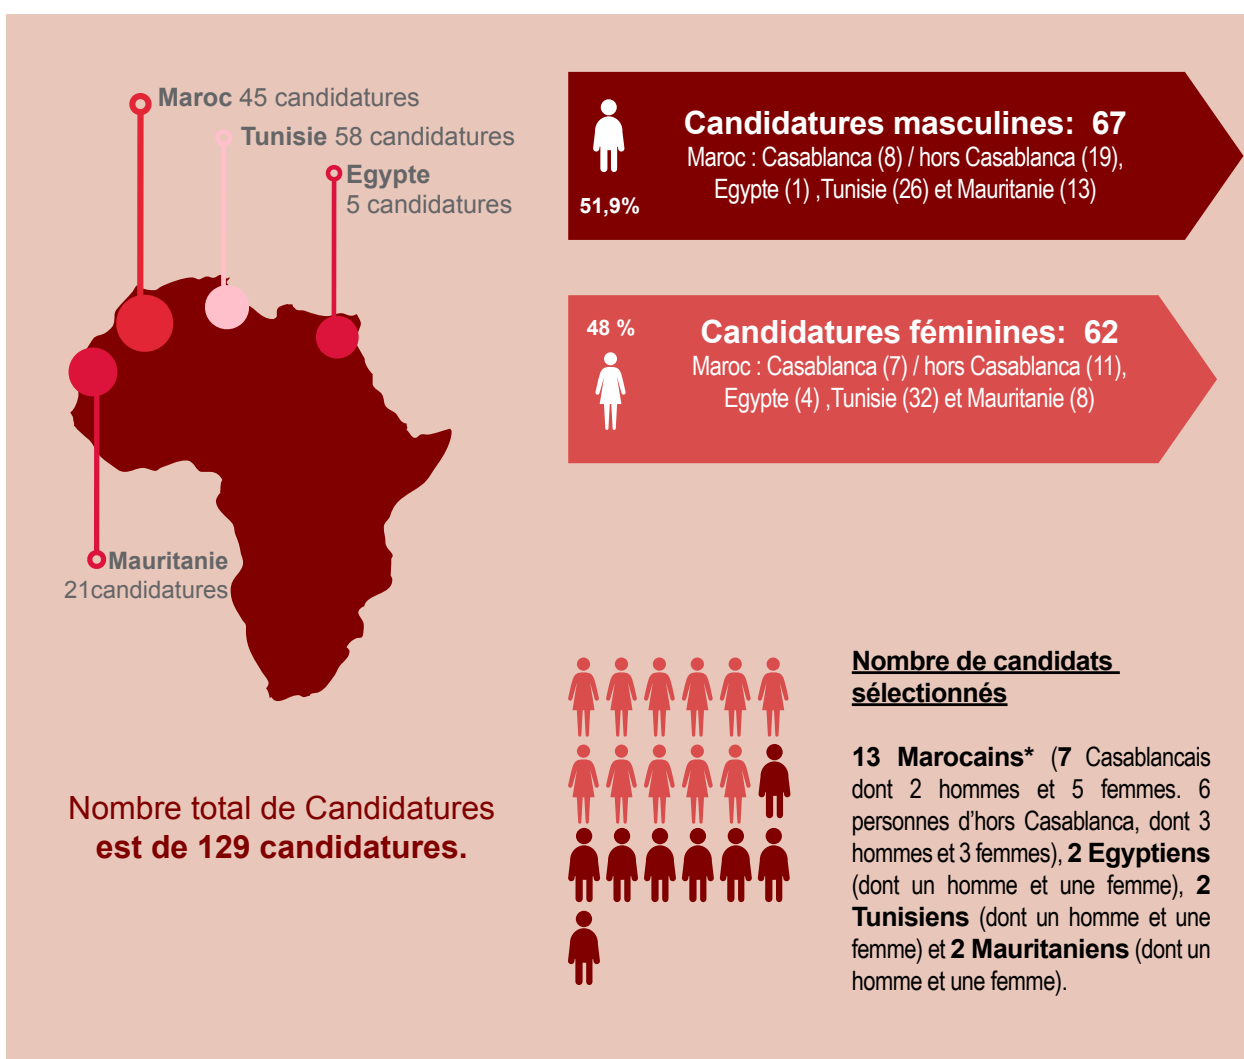 Maroc 45 candidatures
Tunisie 58 candidatures
Egypte
5 candidatures
Mauritanie
21candidatures
Nombre total de Candidatures
est de 129 candidatures.
51,9%
Candidatures masculines: 67
Maroc : Casablanca (8) / hors Casablanca (19),
Egypte (1) ,Tunisie (26) et Mauritanie (13)
48 %
Candidatures féminines: 62
Maroc : Casablanca (7) / hors Casablanca (11),
Egypte (4) ,Tunisie (32) et Mauritanie (8)
Nombre de candidats
sélectionnés
13 Marocains* (7 Casablancais
dont 2 hommes et 5 femmes. 6
personnes d'hors Casablanca, dont 3
hommes et 3 femmes), 2 Egyptiens
(dont un homme et une femme), 2
Tunisiens (dont un homme et une
femme) et 2 Mauritaniens (dont un
homme et une femme).